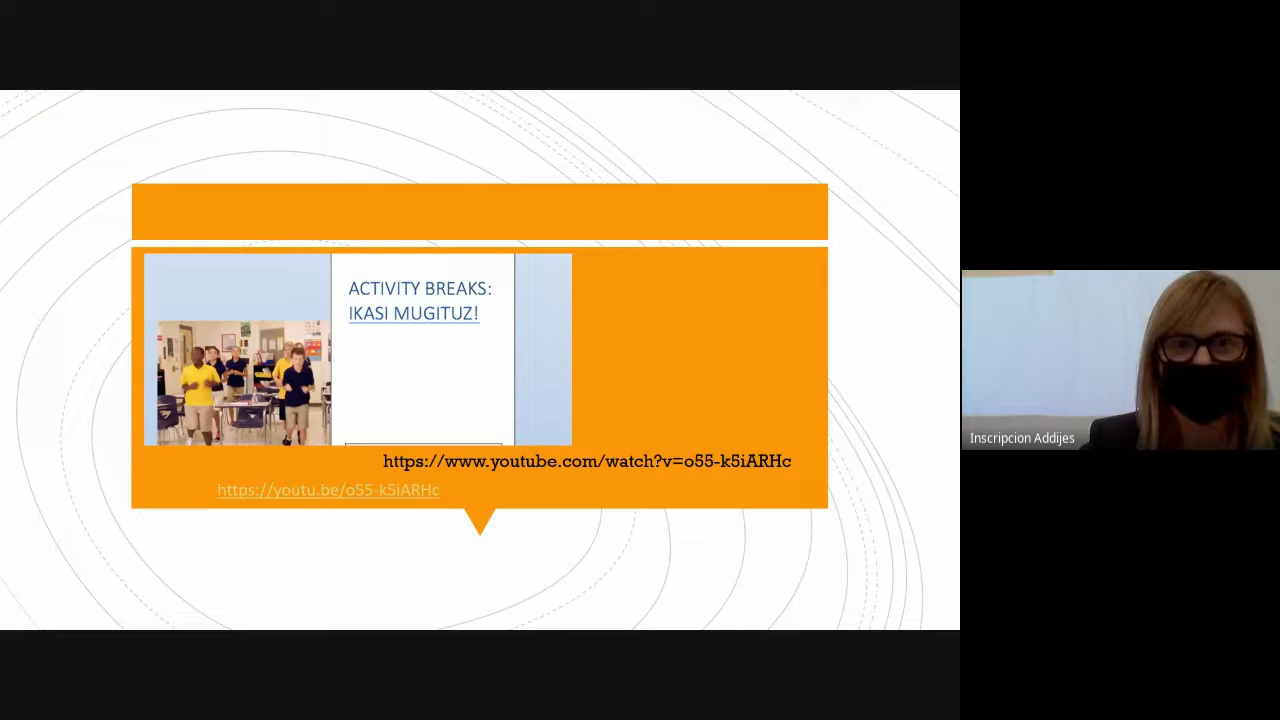 ACTIVITY BREAKS:
IKASI MUGITUZ!
https://www.youtube.com/watch?v=o55-k5iARHc
https://youtu.be/o55-k5iARHc
Inscripcion Addijes